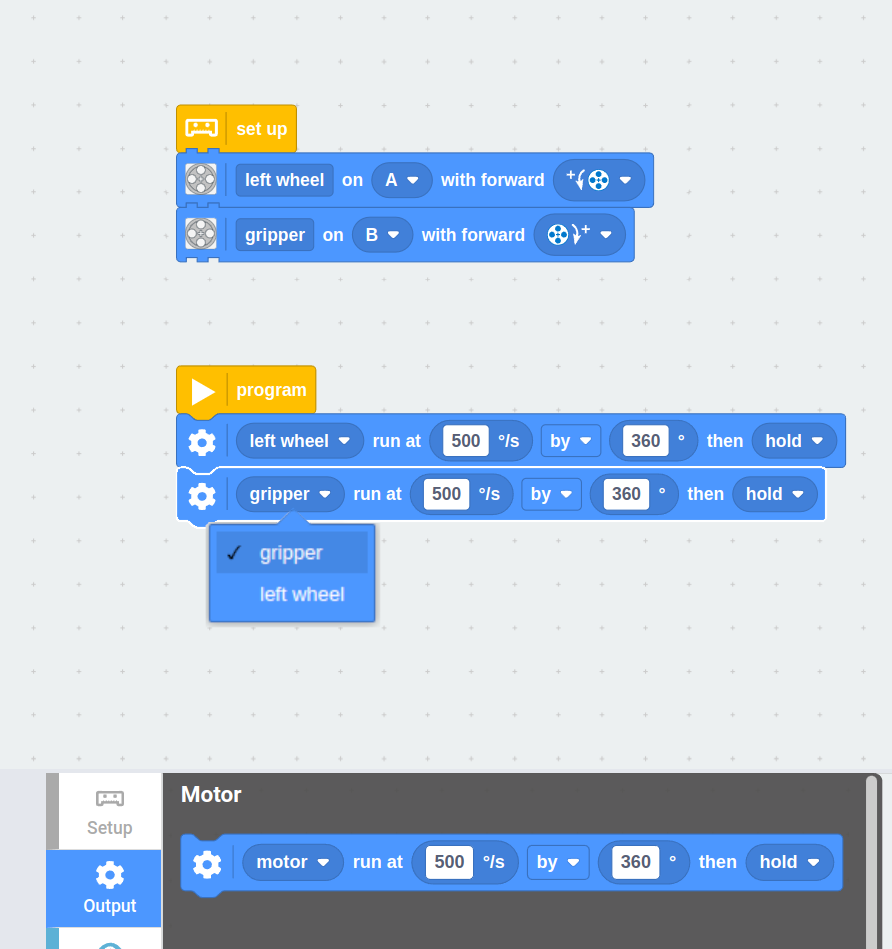 set up
left wheel on A with forward +
gripper on B with forward +
program
left wheel run at 500 °/s by 360 ° then hold
gripper run at 500 °/s by 360 ° then hold
✓ gripper
left wheel
Setup
Output
Motor
motor run at 500 °/s by 360 ° then hold